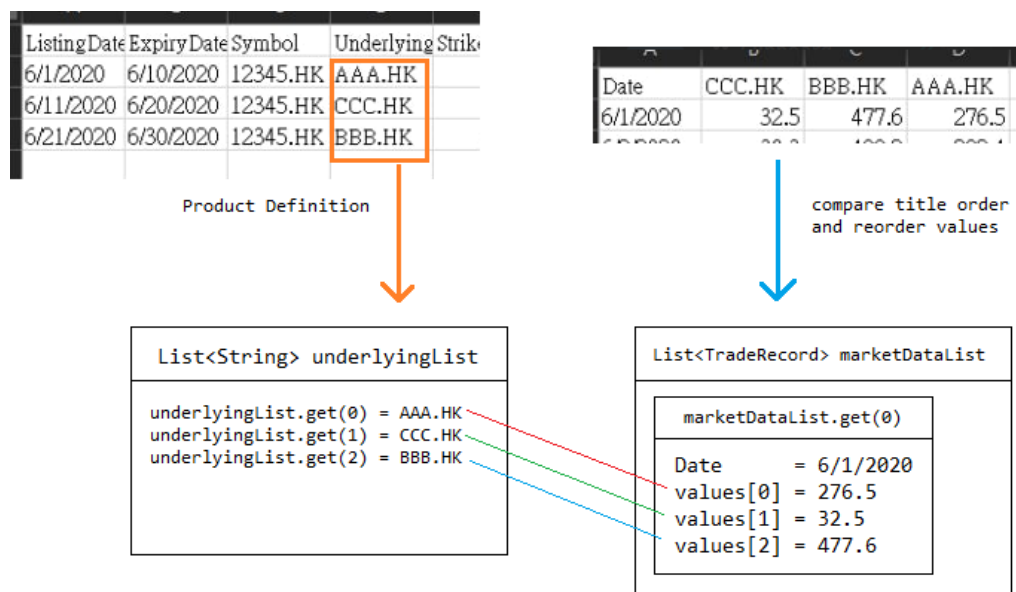 ListingDate ExpiryDate Symbol Underlying Strike
6/1/2020 6/10/2020 12345.HK AAA.HK
6/11/2020 6/20/2020 12345.HK CCC.HK
6/21/2020 6/30/2020 12345.HK BBB.HK
Date CCC.HK BBB.HK AAA.HK
6/1/2020 32.5 477.6 276.5
Product Definition
compare title order
and reorder values
List<String> underlyingList
underlyingList.get(0) = AAA.HK
underlyingList.get(1) = CCC.HK
underlyingList.get(2) = BBB.HK
List<TradeRecord> marketDataList
marketDataList.get(0)
Date = 6/1/2020
values[0] = 276.5
values[1] = 32.5
values[2] = 477.6